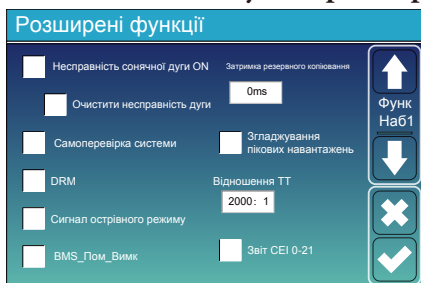 Розширені функції
Несправність сонячної дуги ON
Затримка резервного копіювання
0ms
Очистити несправність дуги
Функ
Наб1
Самоперевірка системи
Згладжування
пікових навантажень
DRM
Відношення ТТ
2000: 1
Сигнал острівного режиму
BMS_Пом_Вимк
Звіт CEI 0-21